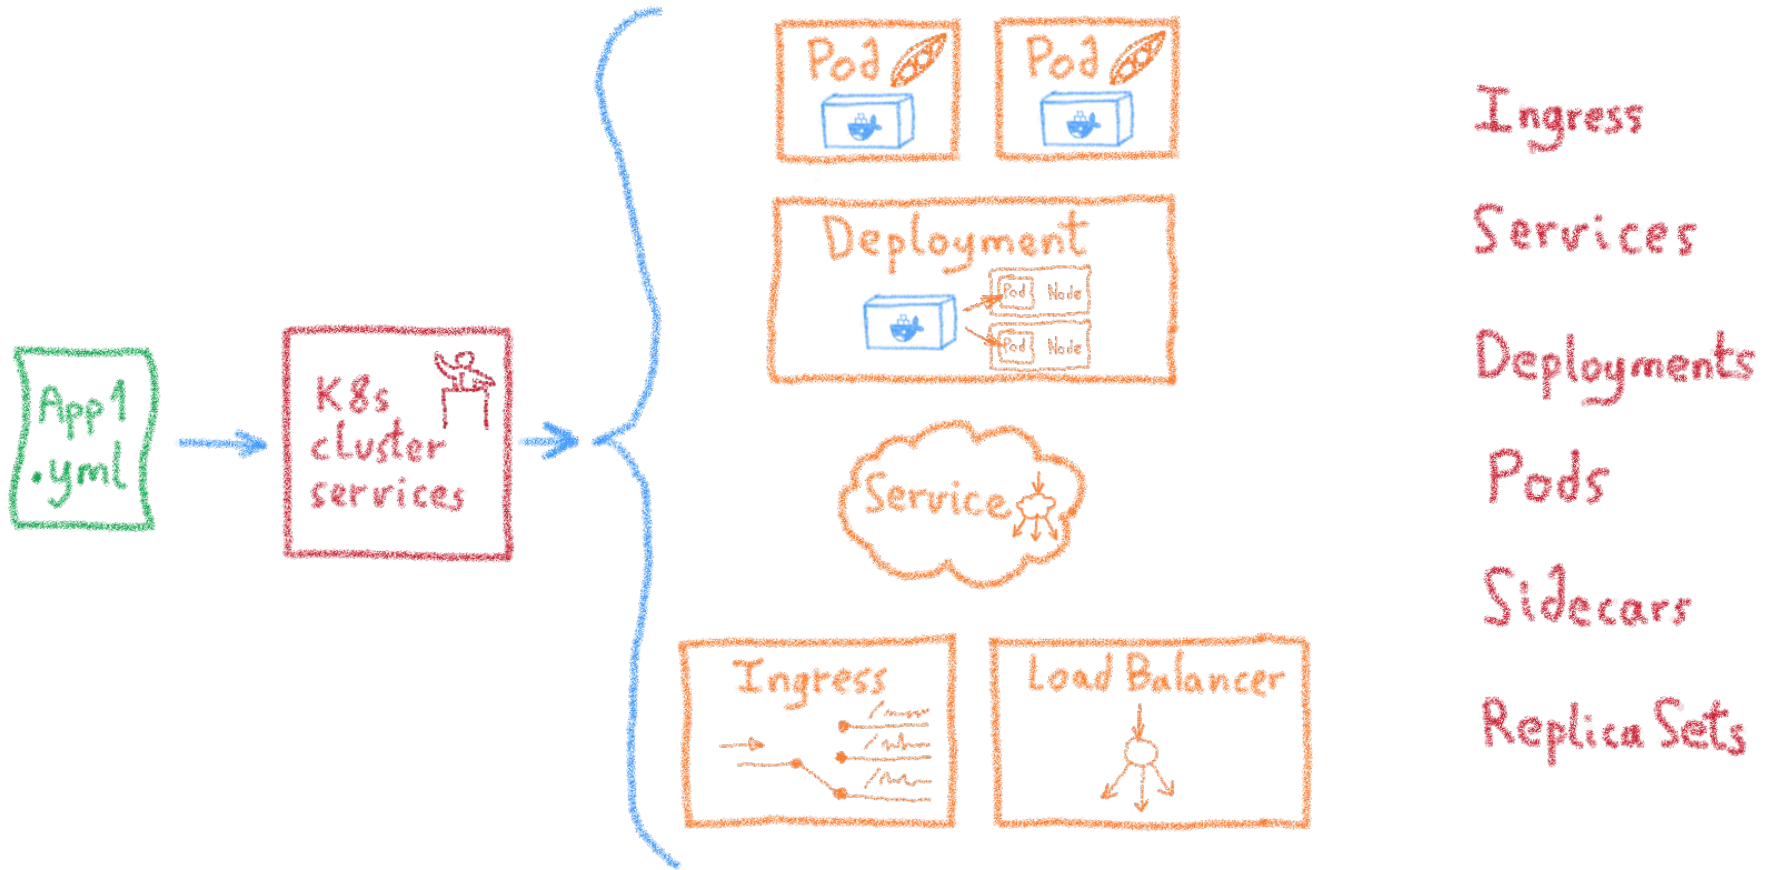 App1
.yml
K8s
cluster
services
Pod
Pod
Deployment
Pod Node
Pod Node
Service
Ingress
Load Balancer
Ingress
Services
Deployments
Pods
Sidecars
Replica Sets